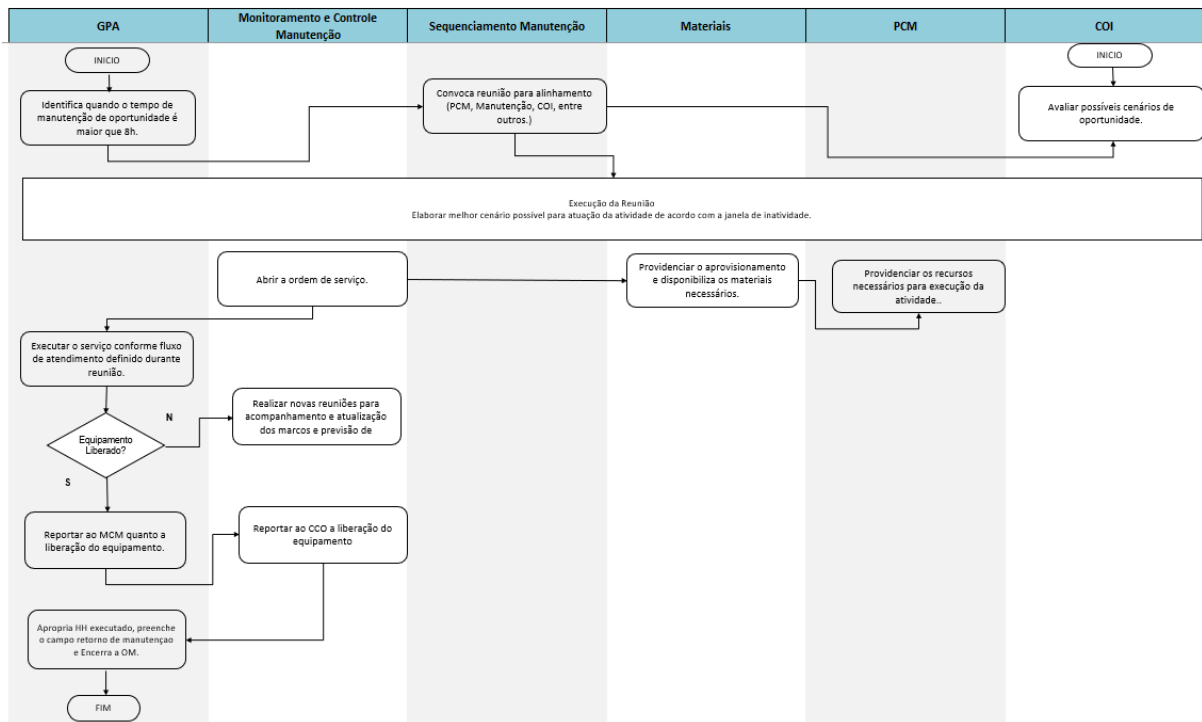 GPA
Monitoramento e Controle
Manutenção
Sequenciamento Manutenção
Materiais
PCM
COI
INICIO
INICIO
Identifica quando o tempo de
manutenção de oportunidade é
maior que 8h.
Convoca reunião para alinhamento
(PCM, Manutenção, COI, entre
outros.)
Avaliar possíveis cenários de
oportunidade.
Execução da Reunião
Elaborar melhor cenário possível para atuação da atividade de acordo com a janela de inatividade.
Abrir a ordem de serviço.
Providenciar o aprovisionamento
e disponibiliza os materiais
necessários.
Providenciar os recursos
necessários para execução da
atividade..
Executar o serviço conforme fluxo
de atendimento definido durante
reunião.
Equipamento
Liberado?
N
Realizar novas reuniões para
acompanhamento e atualização
dos marcos e previsão de
S
Reportar ao MCM quanto a
liberação do equipamento.
Reportar ao CCO a liberação do
equipamento
Apropria HH executado, preenche
o campo retorno de manutençao
e Encerra a OM.
FIM